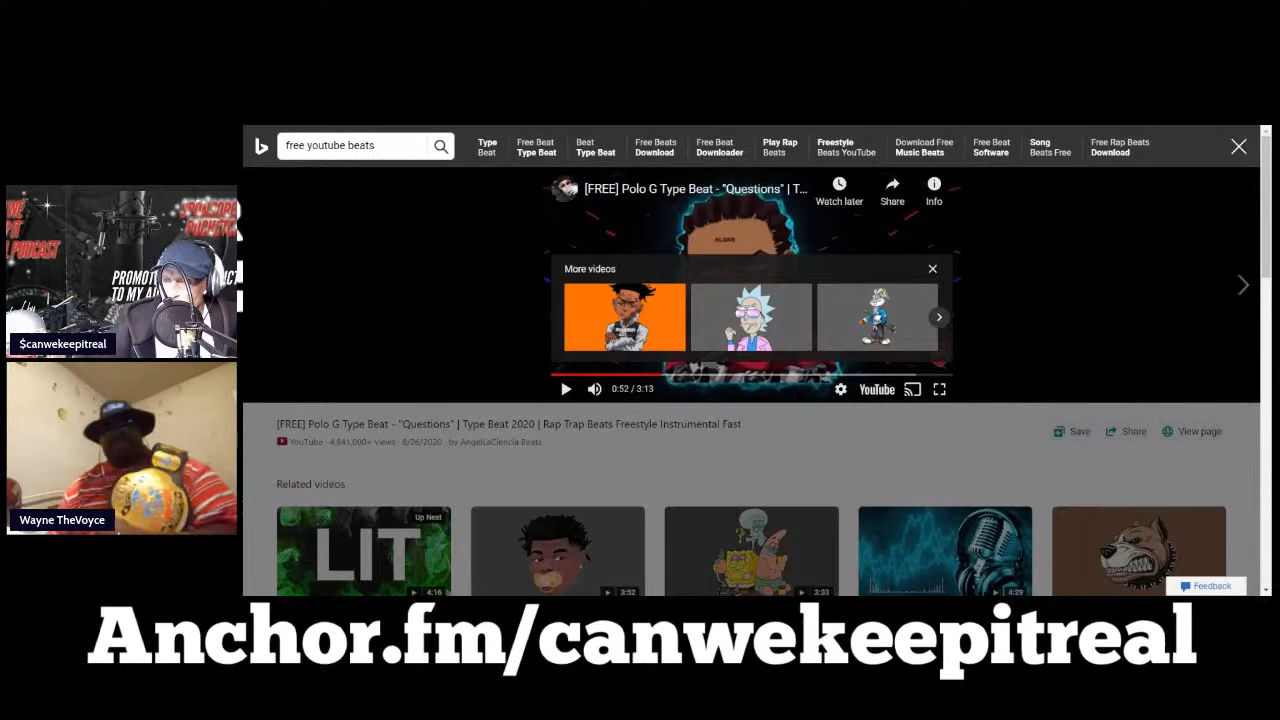 free youtube beats
Type Beat
Free Beat Type Beat
Beat Type Beat
Free Beats Download
Free Beat Downloader
Play Rap Beats
Freestyle Beats YouTube
Download Free Music Beats
Free Beat Software
Song Beats Free
Free Rap Beats Download
[FREE] Polo G Type Beat - "Questions" | T...
Watch later
Share
Info
ALONE
More videos
0:52 / 3:13
YouTube
[FREE] Polo G Type Beat - "Questions" | Type Beat 2020 | Rap Trap Beats Freestyle Instrumental Fast
YouTube · 4,841,000+ views · 8/26/2020 · by AngelLaCiencia Beats
Save
Share
View page
Related videos
Up Next
LIT
4:16
3:52
3:33
4:29
Feedback
PODCAST
TO MY
$canwekeepitreal
Wayne TheVoyce
Anchor.fm/canwekeepitreal